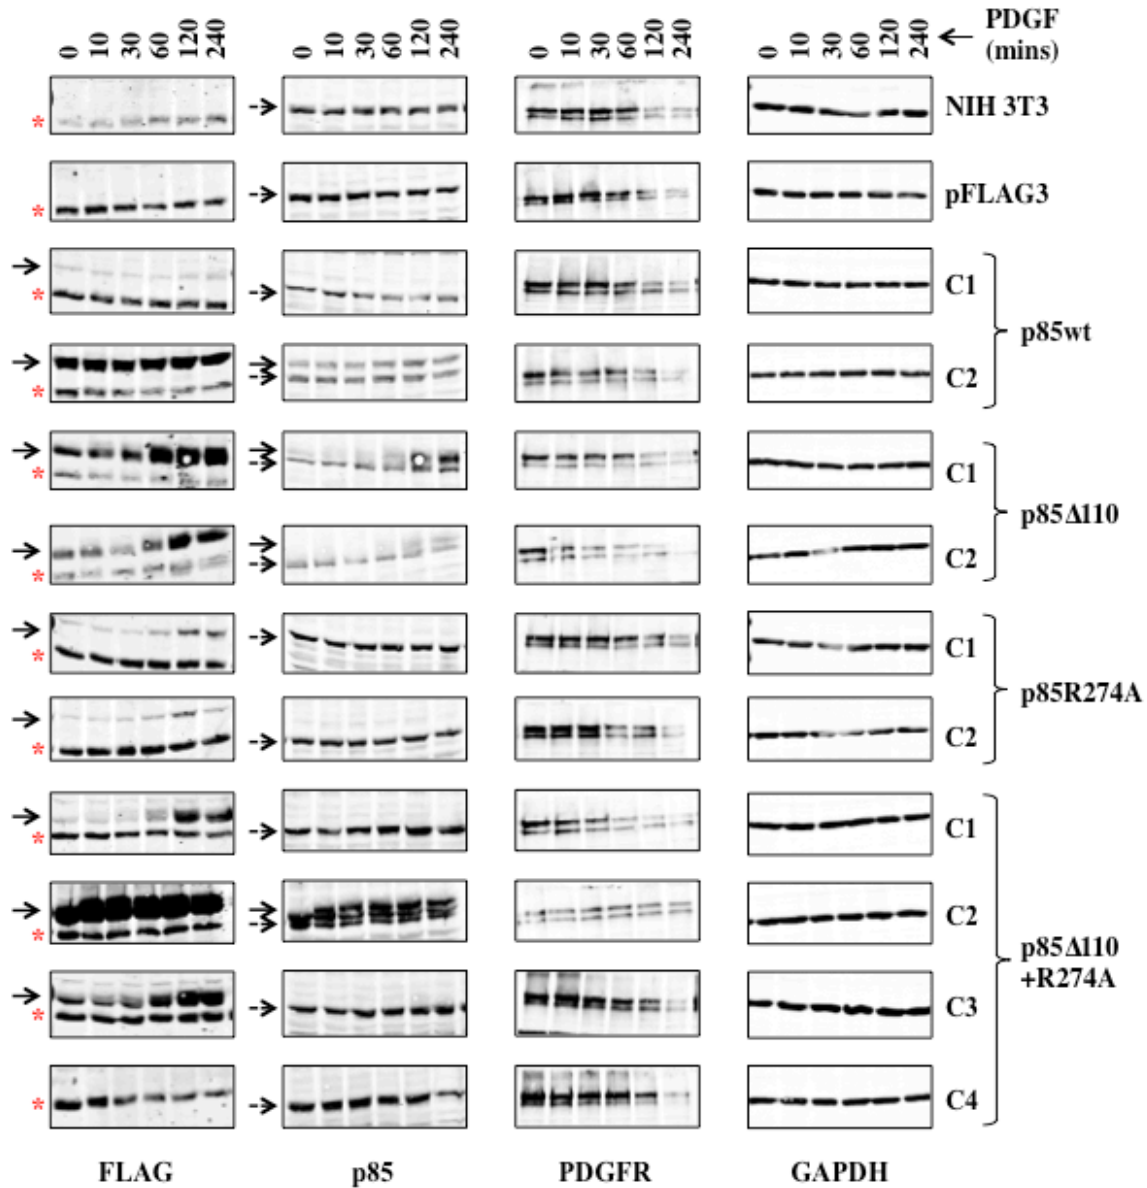 0 10 30 60 120 240 0 10 30 60 120 240 0 10 30 60 120 240 0 10 30 60 120 240 ← PDGF
(mins)
* → NIH 3T3
* → pFLAG3
→ * → C1
p85wt
→ * → → C2
→ * → → C1
p85Δ110
→ * → → C2
→ * → C1
p85R274A
→ * → C2
→ * → C1
→ * → → C2
p85Δ110
+R274A
→ * → C3
* → C4
FLAG p85 PDGFR GAPDH